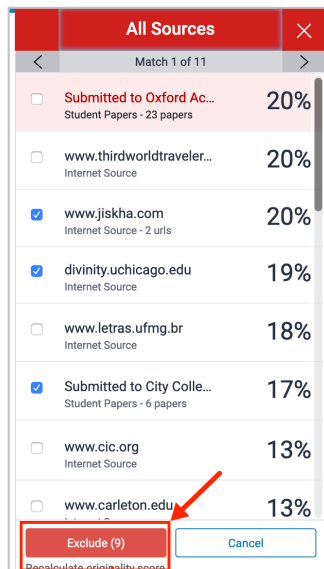 All Sources
Match 1 of 11
Submitted to Oxford Ac...
20%
Student Papers - 23 papers
www.thirdworldtraveler...
20%
Internet Source
www.jiskha.com
20%
Internet Source - 2 urls
divinity.uchicago.edu
19%
Internet Source
www.letras.ufmg.br
18%
Internet Source
Submitted to City Colle...
17%
Student Papers - 6 papers
www.cic.org
13%
Internet Source
www.carleton.edu
13%
Exclude (9)
Cancel
Recalculate originality score